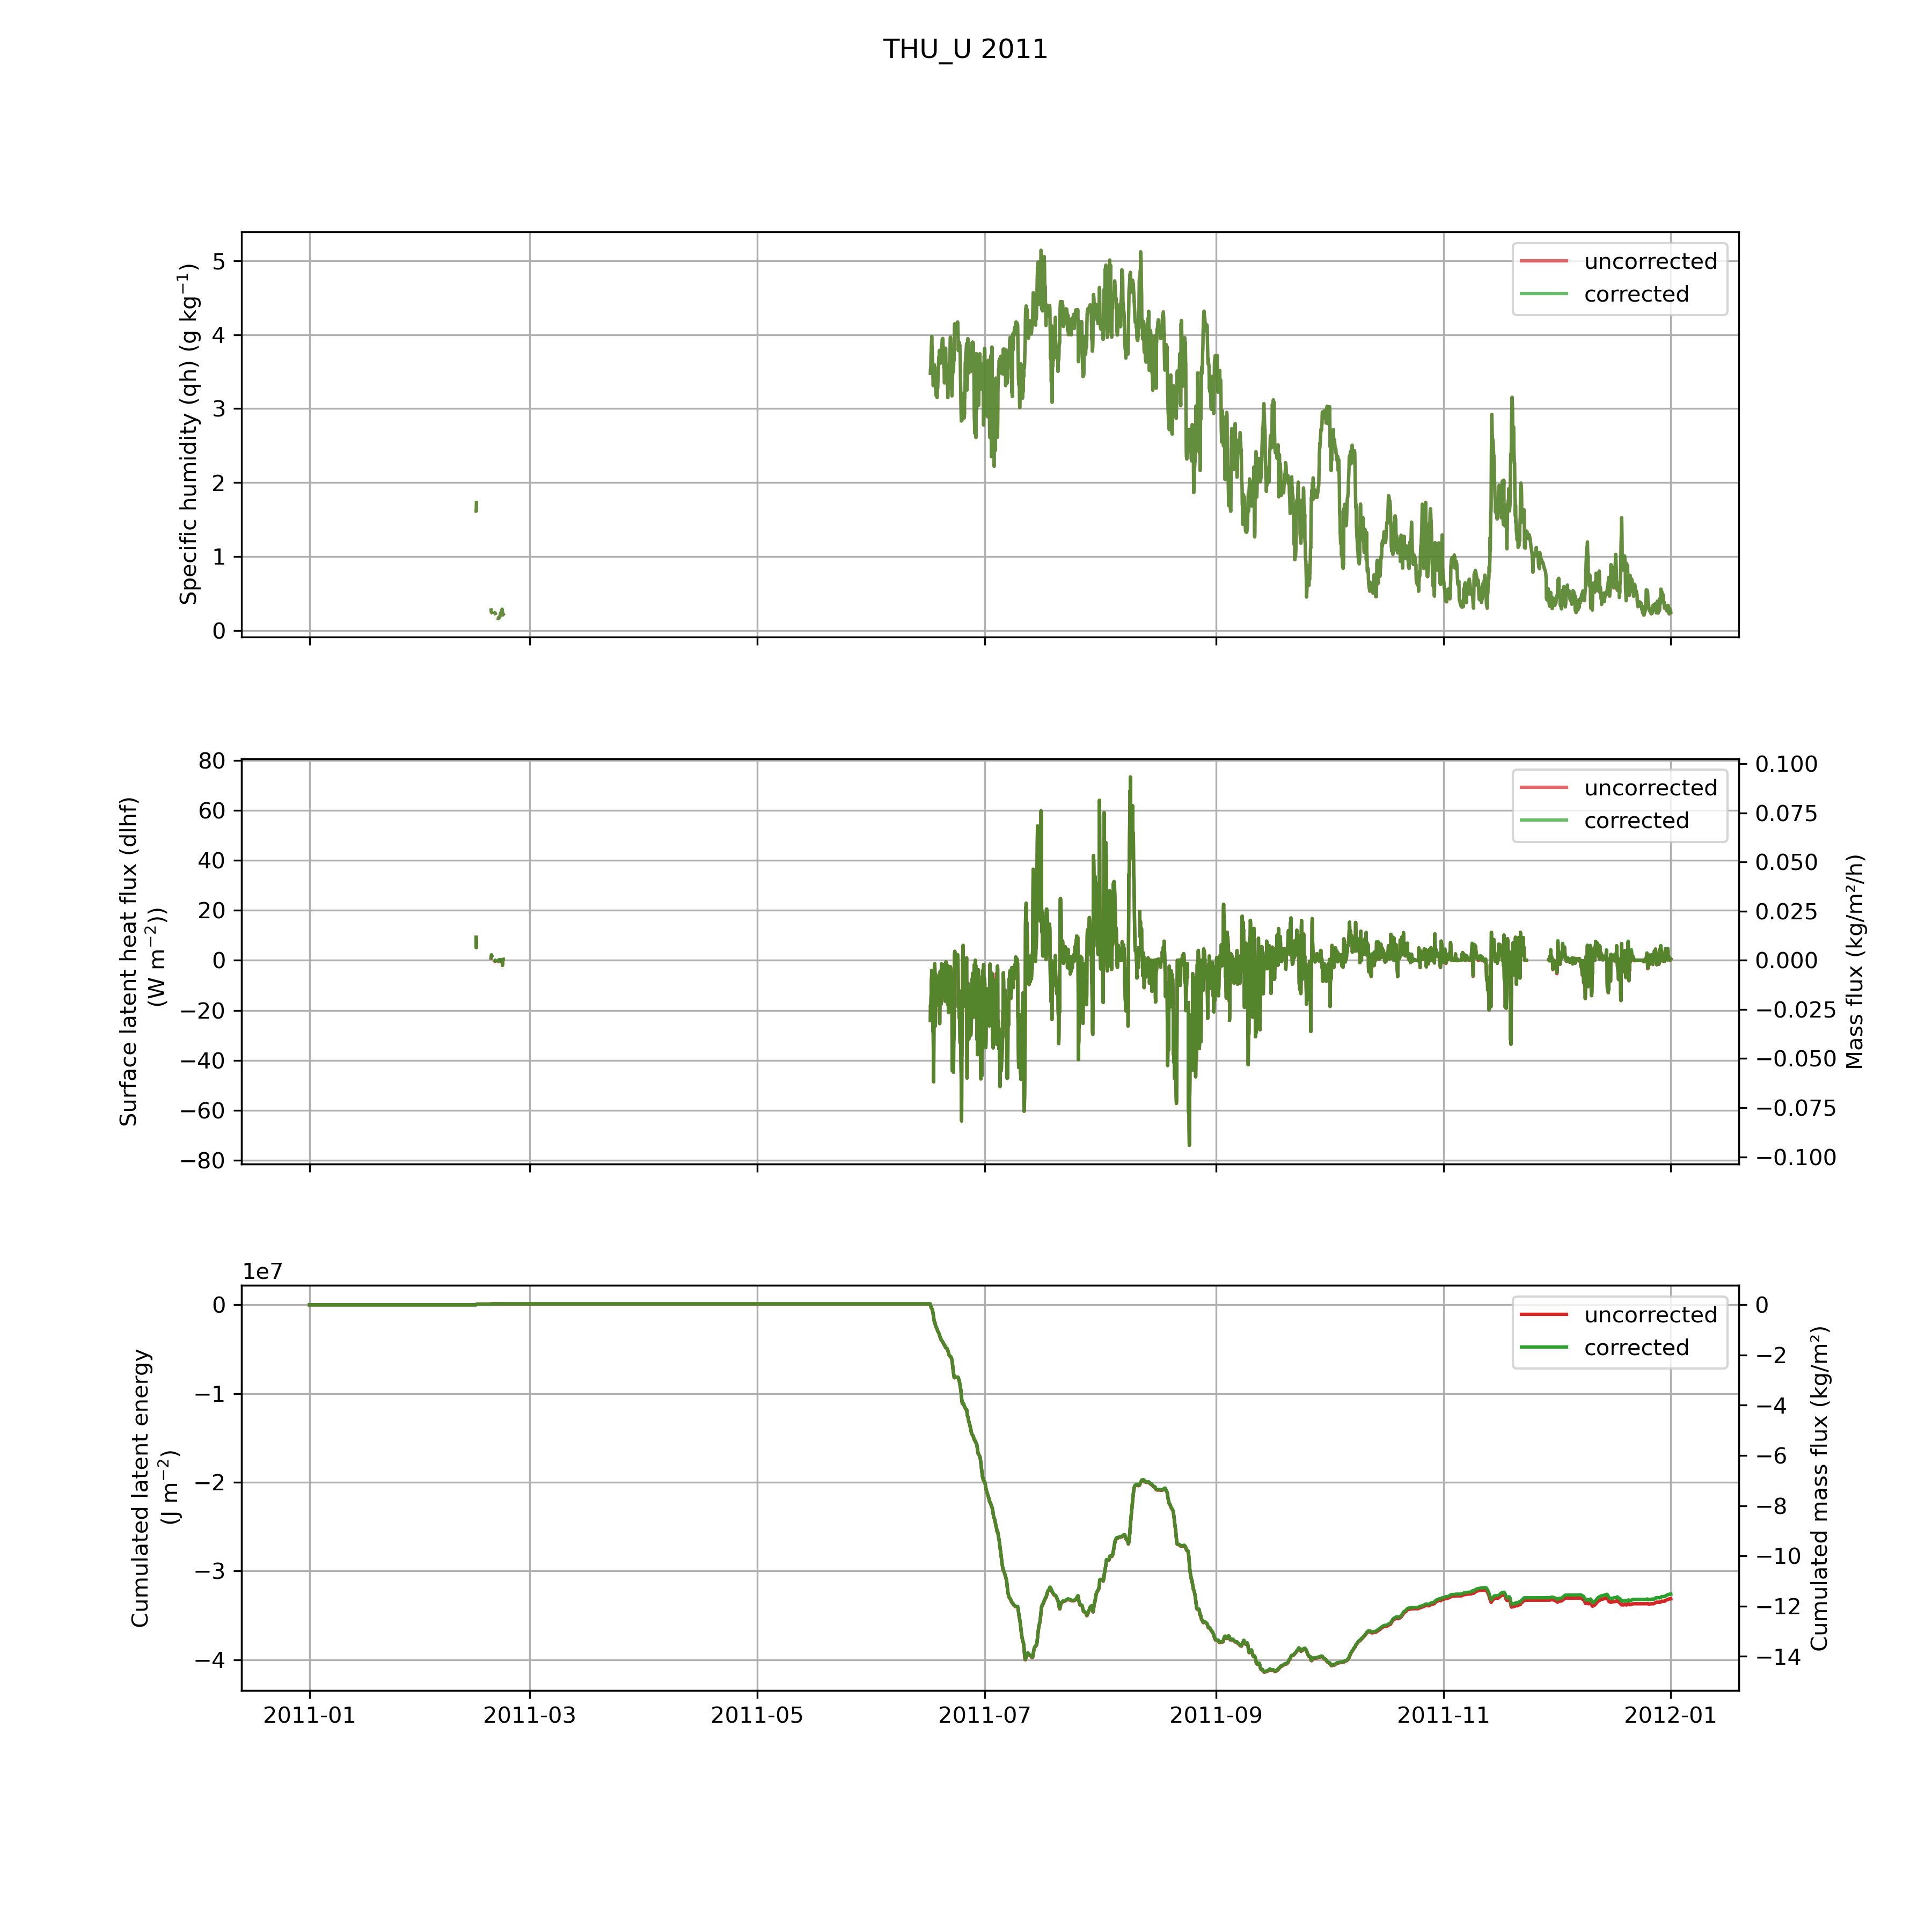 THU_U 2011
Specific humidity (qh) (g kg⁻¹)
5
4
3
2
1
0
uncorrected
corrected
Surface latent heat flux (dlhf)
(W m⁻²))
80
60
40
20
0
−20
−40
−60
−80
uncorrected
corrected
0.100
0.075
0.050
0.025
0.000
−0.025
−0.050
−0.075
−0.100
Mass flux (kg/m²/h)
1e7
Cumulated latent energy
(J m⁻²)
0
−1
−2
−3
−4
uncorrected
corrected
0
−2
−4
−6
−8
−10
−12
−14
Cumulated mass flux (kg/m²)
2011-01 2011-03 2011-05 2011-07 2011-09 2011-11 2012-01